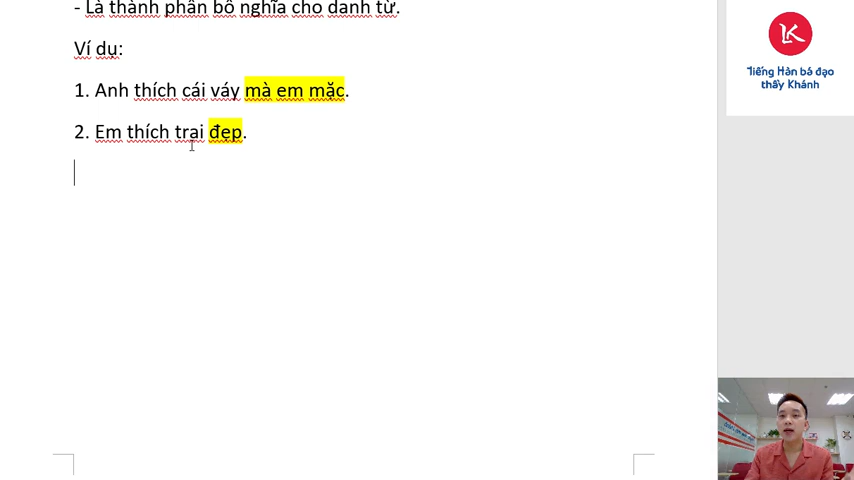 - Là thành phần bổ nghĩa cho danh từ.
Ví dụ:
1. Anh thích cái váy mà em mặc.
2. Em thích trai đẹp.
LK
Tiếng Hàn bá đạo
thầy Khánh